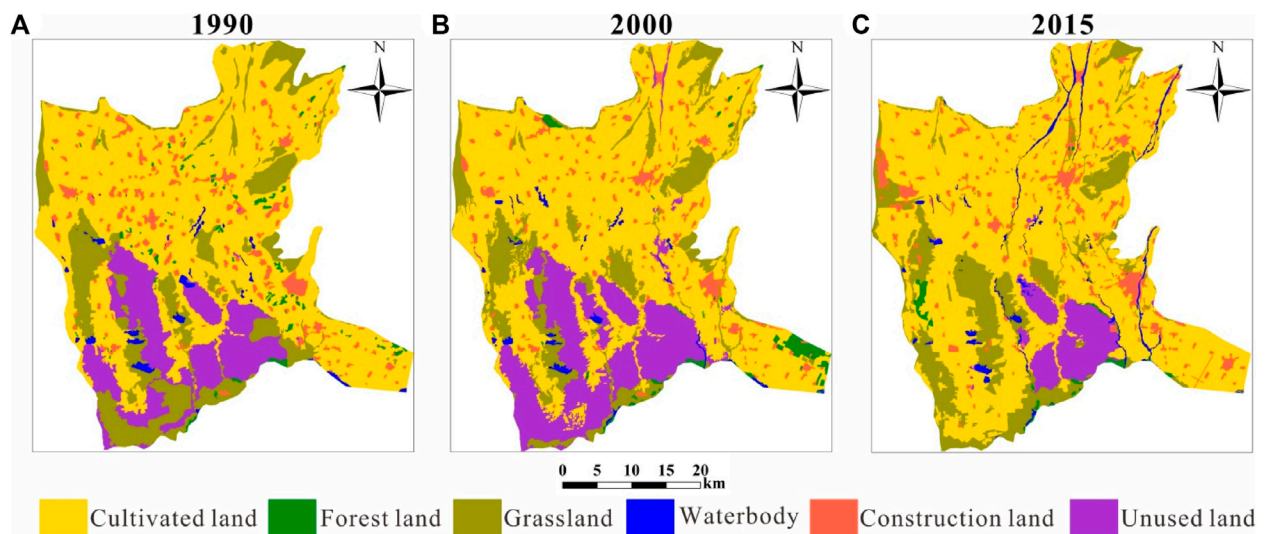 A 1990 B 2000 C 2015
N N N
0 5 10 15 20
km
Cultivated land Forest land Grassland Waterbody Construction land Unused land